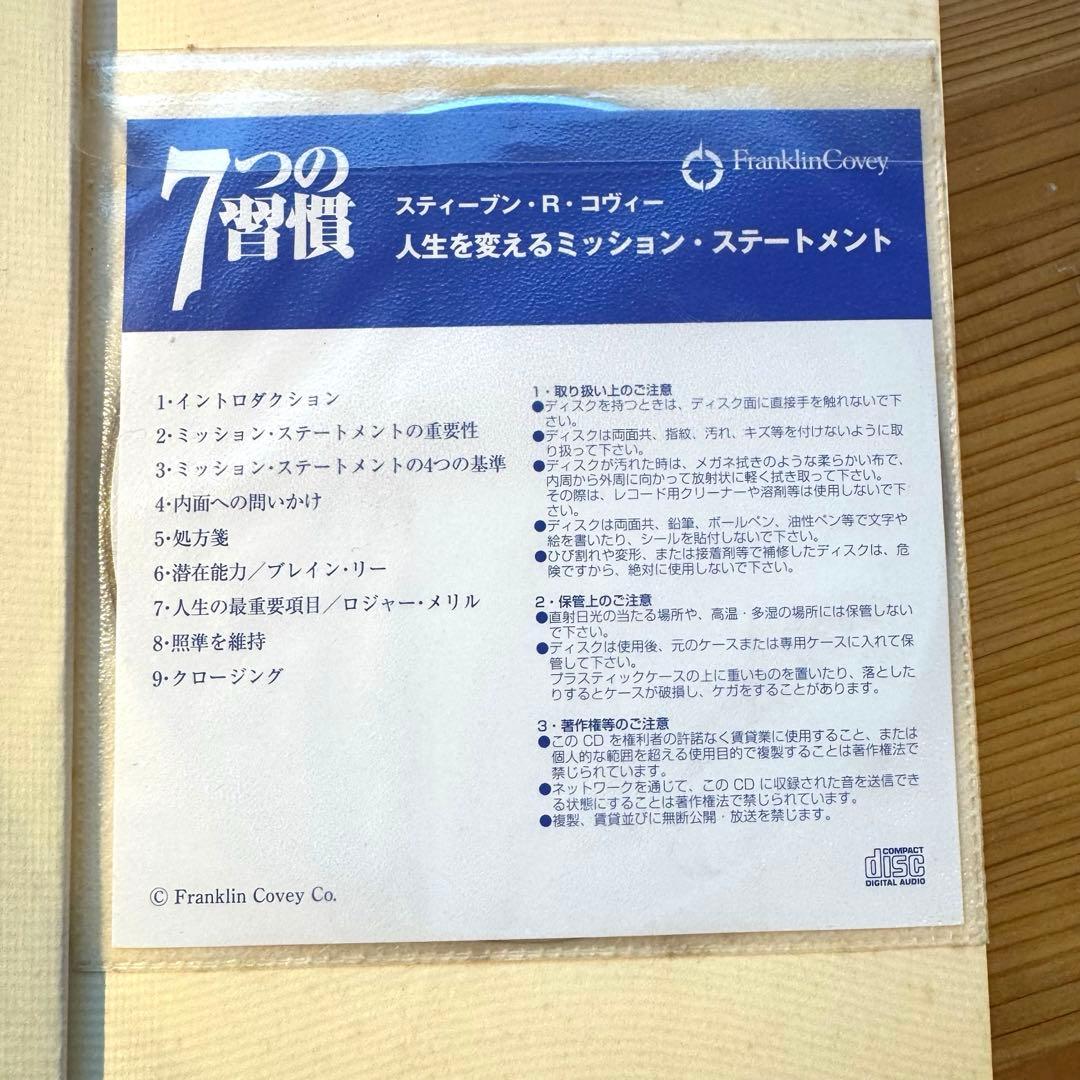 7つの習慣
FranklinCovey
スティーブン・R・コヴィー
人生を変えるミッション・ステートメント
1・イントロダクション
2・ミッション・ステートメントの重要性
3・ミッション・ステートメントの4つの基準
4・内面への問いかけ
5・処方箋
6・潜在能力／ブレイン・リー
7・人生の最重要項目／ロジャー・メリル
8・照準を維持
9・クロージング
© Franklin Covey Co.
1・取り扱い上のご注意
●ディスクを持つときは、ディスク面に直接手を触れないで下
さい。
●ディスクは両面共、指紋、汚れ、キズ等を付けないように取
り扱って下さい。
●ディスクが汚れた時は、メガネ拭きのような柔らかい布で、
内周から外周に向かって放射状に軽く拭き取って下さい。
その際は、レコード用クリーナーや溶剤等は使用しないで下
さい。
●ディスクは両面共、鉛筆、ボールペン、油性ペン等で文字や
絵を書いたり、シールを貼付しないで下さい。
●ひび割れや変形、または接着剤等で補修したディスクは、危
険ですから、絶対に使用しないで下さい。
2・保管上のご注意
●直射日光の当たる場所や、高温・多湿の場所には保管しない
で下さい。
●ディスクは使用後、元のケースまたは専用ケースに入れて保
管して下さい。
プラスティックケースの上に重いものを置いたり、落とした
りするとケースが破損し、ケガをすることがあります。
3・著作権等のご注意
●この CD を権利者の許諾なく賃貸業に使用すること、または
個人的な範囲を超える使用目的で複製することは著作権法で
禁じられています。
●ネットワークを通じて、この CD に収録された音を送信でき
る状態にすることは著作権法で禁じられています。
●複製、賃貸並びに無断公開・放送を禁じます。
COMPACT
disc
DIGITAL AUDIO